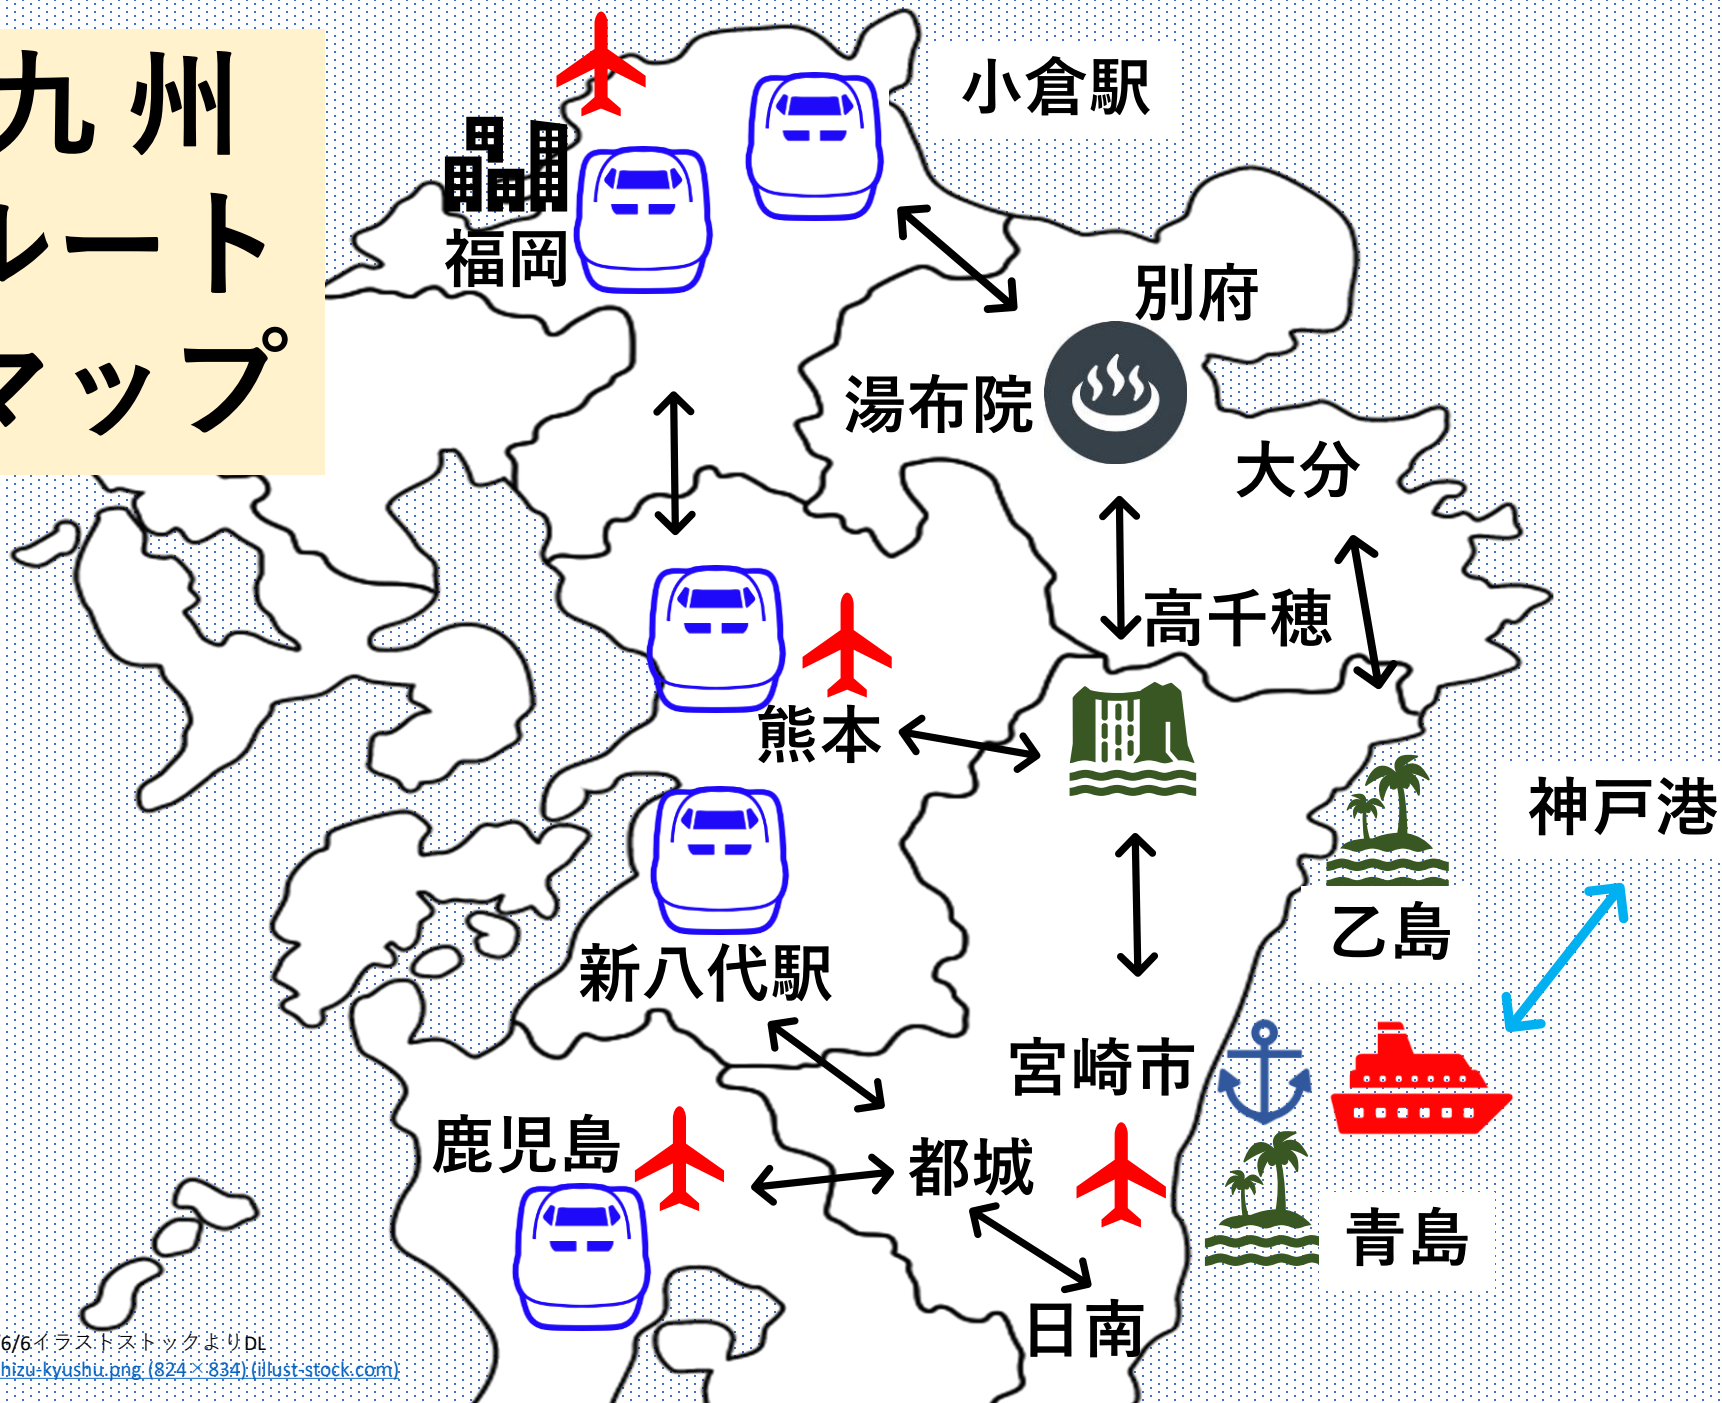 九州
ルート
マップ
小倉駅
福岡
別府
湯布院
大分
高千穂
熊本
神戸港
乙島
新八代駅
宮崎市
鹿児島
都城
青島
日南
6/6イラストストックよりDL
hizu-kyushu.png (824×834) (illust-stock.com)